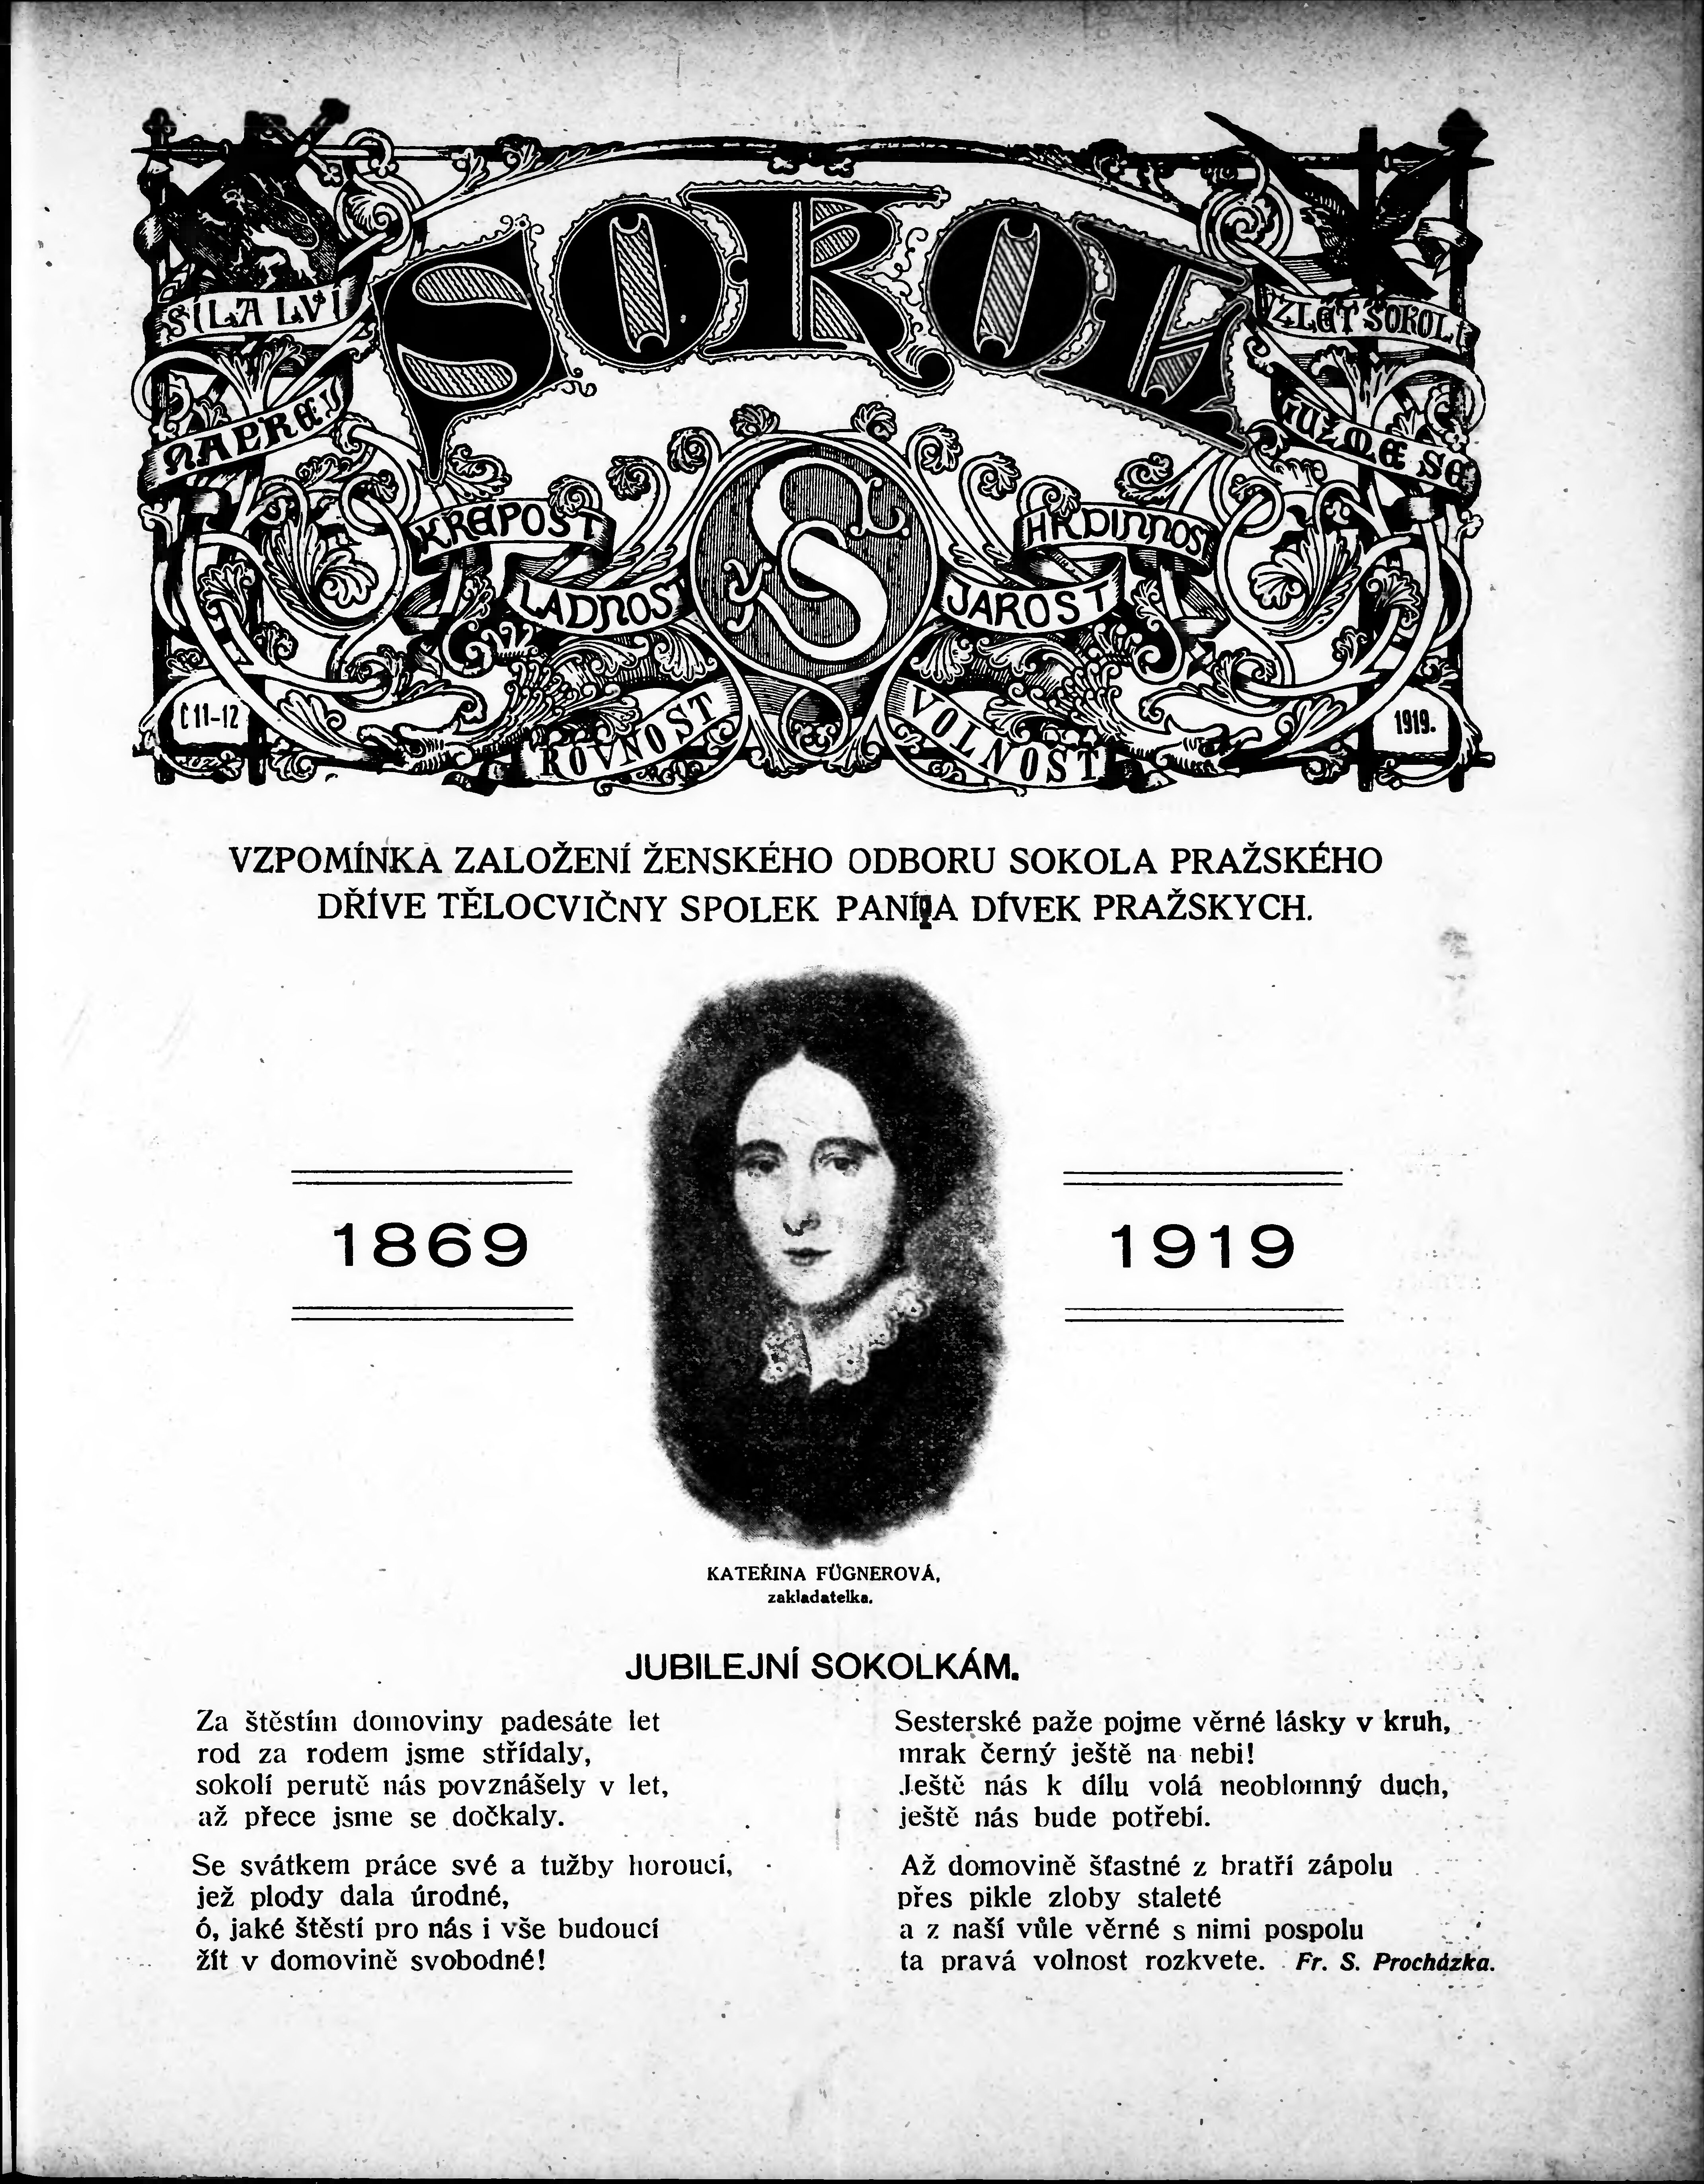 SOKOL
SÍLA LVÍ
VZLET SOKOLÍ
NAPŘEJ
TUŽME SE
KREPOST
HRDINNOST
LADNOST
JAROST
S
ROVNOST
VOLNOST
Č 11-12
1919.
VZPOMÍNKA ZALOŽENÍ ŽENSKÉHO ODBORU SOKOLA PRAŽSKÉHO
DŘÍVE TĚLOCVIČNY SPOLEK PANÍ A DÍVEK PRAŽSKYCH.
1869
1919
KATEŘINA FÜGNEROVÁ,
zakladatelka.
JUBILEJNÍ SOKOLKÁM.
Za štěstím domoviny padesáte let
rod za rodem jsme střídaly,
sokolí perutě nás povznášely v let,
až přece jsme se dočkaly.
Se svátkem práce své a tužby horoucí,
jež plody dala úrodné,
ó, jaké štěstí pro nás i vše budoucí
žít v domovině svobodné!
Sesterské paže pojme věrné lásky v kruh,
mrak černý ještě na nebi!
Ještě nás k dílu volá neoblomný duch,
ještě nás bude potřebí.
Až domovině šťastné z bratří zápolu
přes pikle zloby staleté
a z naší vůle věrné s nimi pospolu
ta pravá volnost rozkvete. Fr. S. Procházka.